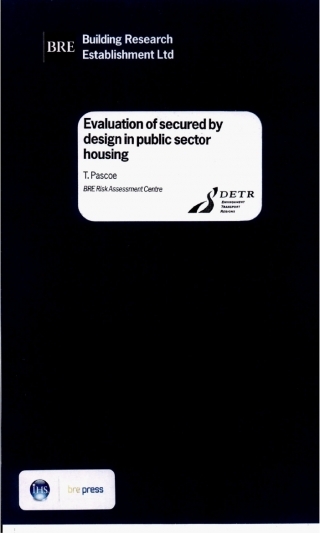 BRE
Building Research
Establishment Ltd
Evaluation of secured by
design in public sector
housing
T. Pascoe
BRE Risk Assessment Centre
DETR
ENVIRONMENT
TRANSPORT
REGIONS
IHS
bre press